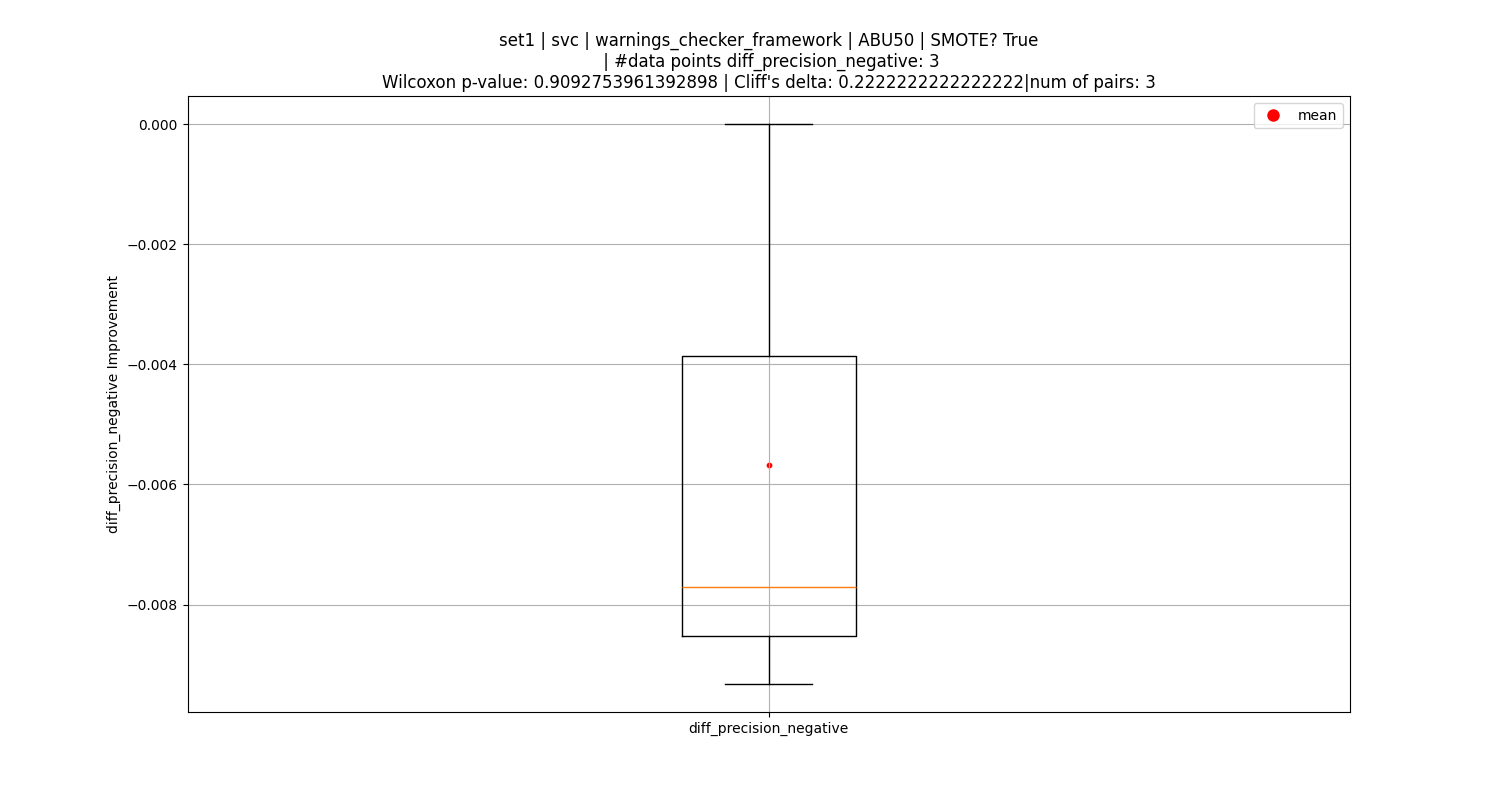 set1 | svc | warnings_checker_framework | ABU50 | SMOTE? True
| #data points diff_precision_negative: 3
Wilcoxon p-value: 0.9092753961392898 | Cliff's delta: 0.2222222222222222|num of pairs: 3
mean
0.000
−0.002
−0.004
−0.006
−0.008
diff_precision_negative Improvement
diff_precision_negative